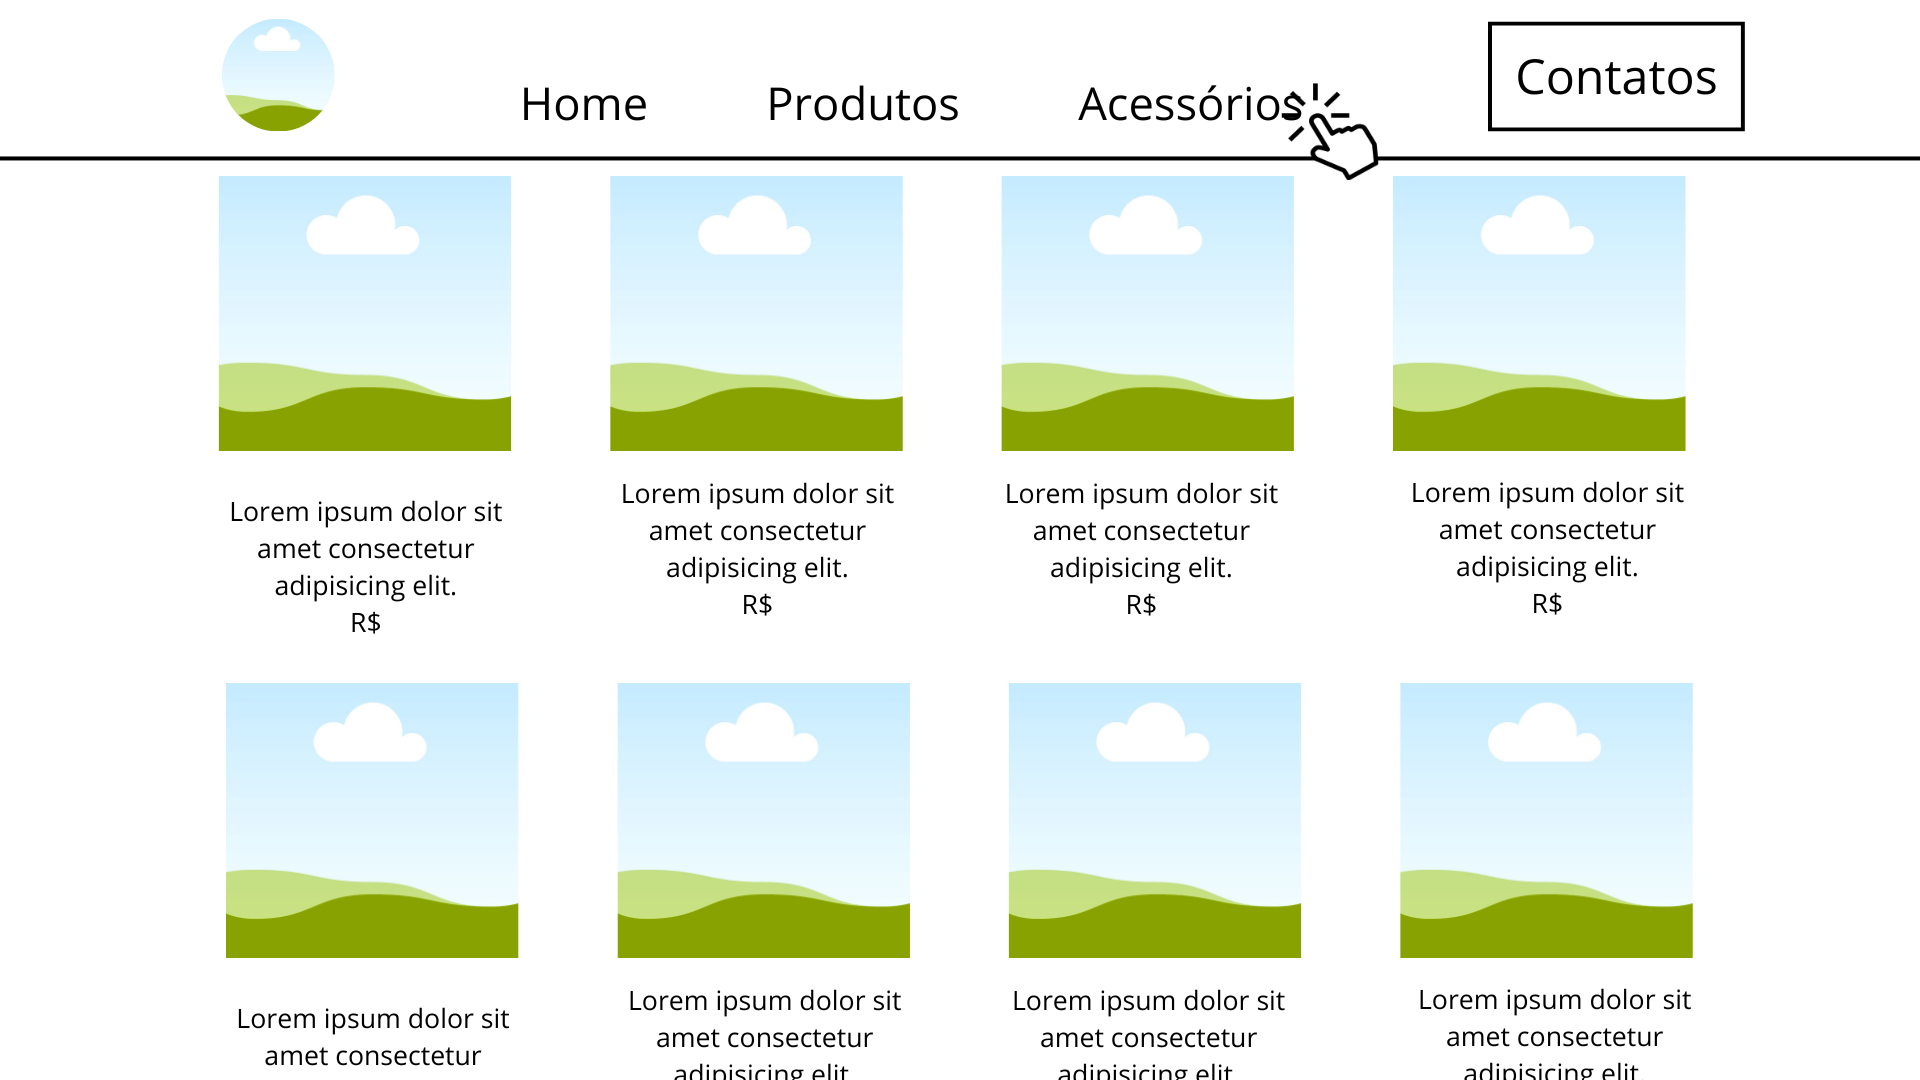 Home
Produtos
Acessórios
Contatos
Lorem ipsum dolor sit
amet consectetur
adipisicing elit.
R$
Lorem ipsum dolor sit
amet consectetur
adipisicing elit.
R$
Lorem ipsum dolor sit
amet consectetur
adipisicing elit.
R$
Lorem ipsum dolor sit
amet consectetur
adipisicing elit.
R$
Lorem ipsum dolor sit
amet consectetur
Lorem ipsum dolor sit
amet consectetur
adipisicing elit.
Lorem ipsum dolor sit
amet consectetur
adipisicing elit.
Lorem ipsum dolor sit
amet consectetur
adipisicing elit.